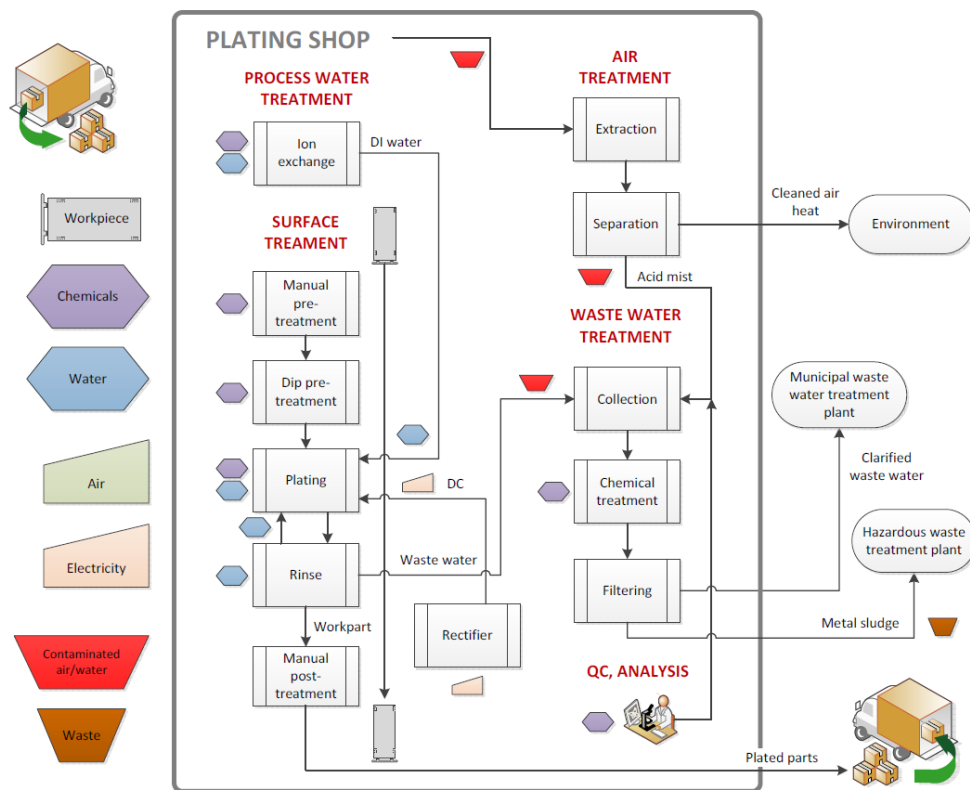 PLATING SHOP
PROCESS WATER
TREATMENT
AIR
TREATMENT
Ion
exchange
DI water
Extraction
Workpiece
Separation
Cleaned air
heat
Environment
SURFACE
TREAMENT
Acid mist
Chemicals
Manual
pre-
treatment
WASTE WATER
TREATMENT
Water
Dip pre-
treatment
Collection
Municipal waste
water treatment
plant
Air
Plating
DC
Chemical
treatment
Clarified
waste water
Electricity
Rinse
Waste water
Filtering
Hazardous waste
treatment plant
Workpart
Rectifier
Metal sludge
Contaminated
air/water
Manual
post-
treatment
QC, ANALYSIS
Waste
Plated parts